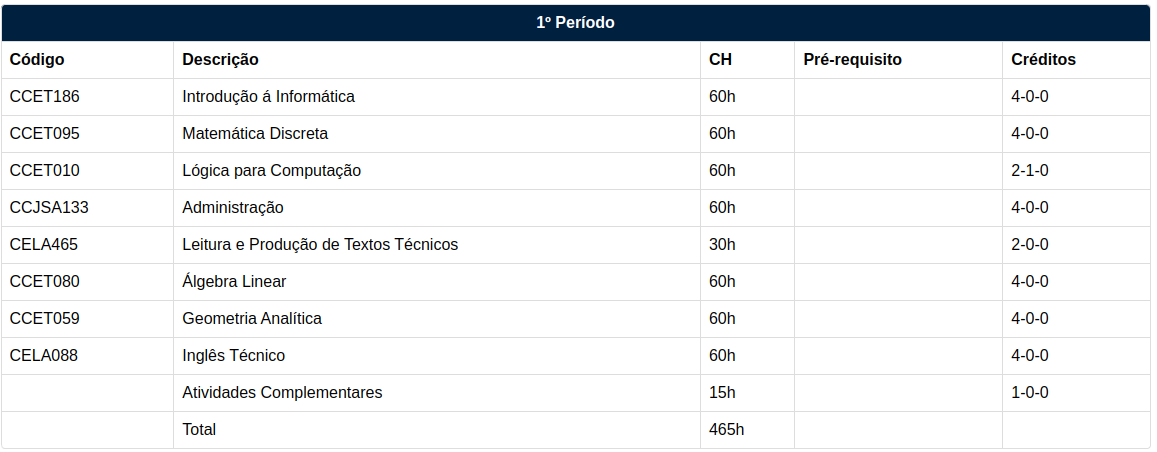 1º Período
Código Descrição CH Pré-requisito Créditos
CCET186 Introdução á Informática 60h 4-0-0
CCET095 Matemática Discreta 60h 4-0-0
CCET010 Lógica para Computação 60h 2-1-0
CCJSA133 Administração 60h 4-0-0
CELA465 Leitura e Produção de Textos Técnicos 30h 2-0-0
CCET080 Álgebra Linear 60h 4-0-0
CCET059 Geometria Analítica 60h 4-0-0
CELA088 Inglês Técnico 60h 4-0-0
Atividades Complementares 15h 1-0-0
Total 465h